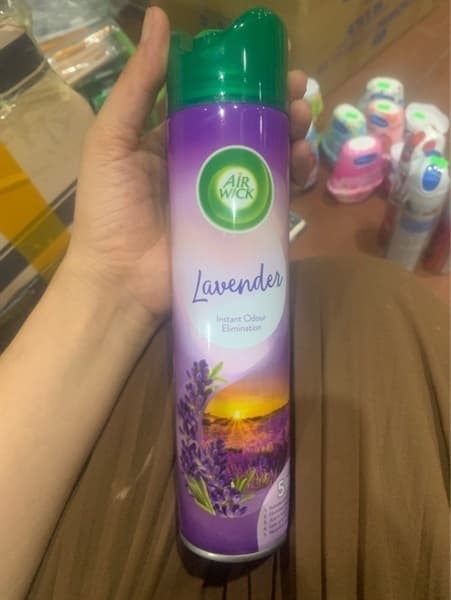 AIR
WICK
Lavender
Instant Odour
Elimination
5